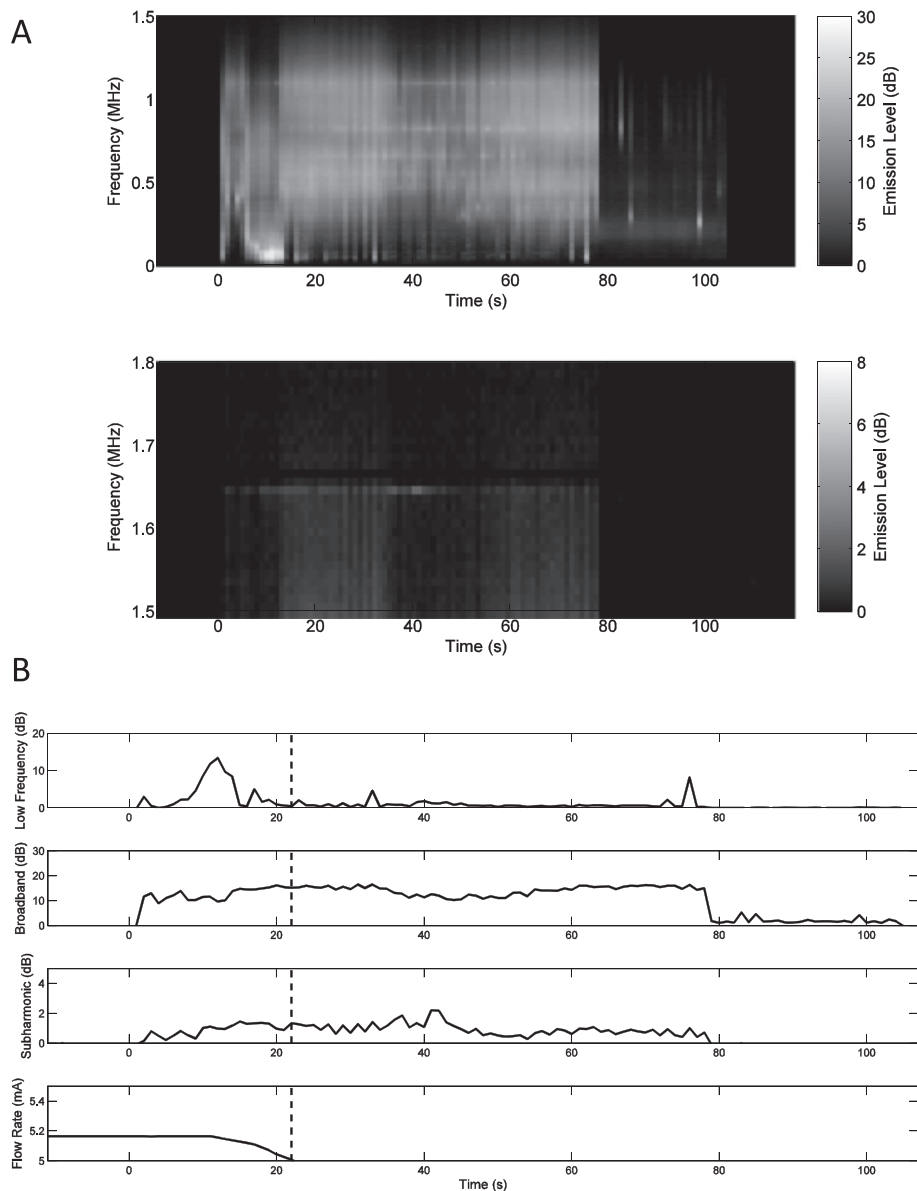 A
1.5
1
0.5
0
Frequency (MHz)
0 20 40 60 80 100
Time (s)
30
25
20
15
10
5
0
Emission Level (dB)
1.8
1.7
1.6
1.5
Frequency (MHz)
0 20 40 60 80 100
Time (s)
8
6
4
2
0
Emission Level (dB)
B
20
10
0
Low Frequency (dB)
0 20 40 60 80 100
30
20
10
0
Broadband (dB)
0 20 40 60 80 100
4
2
0
Subharmonic (dB)
0 20 40 60 80 100
5.4
5.2
5
Flow Rate (mA)
0 20 40 60 80 100
Time (s)